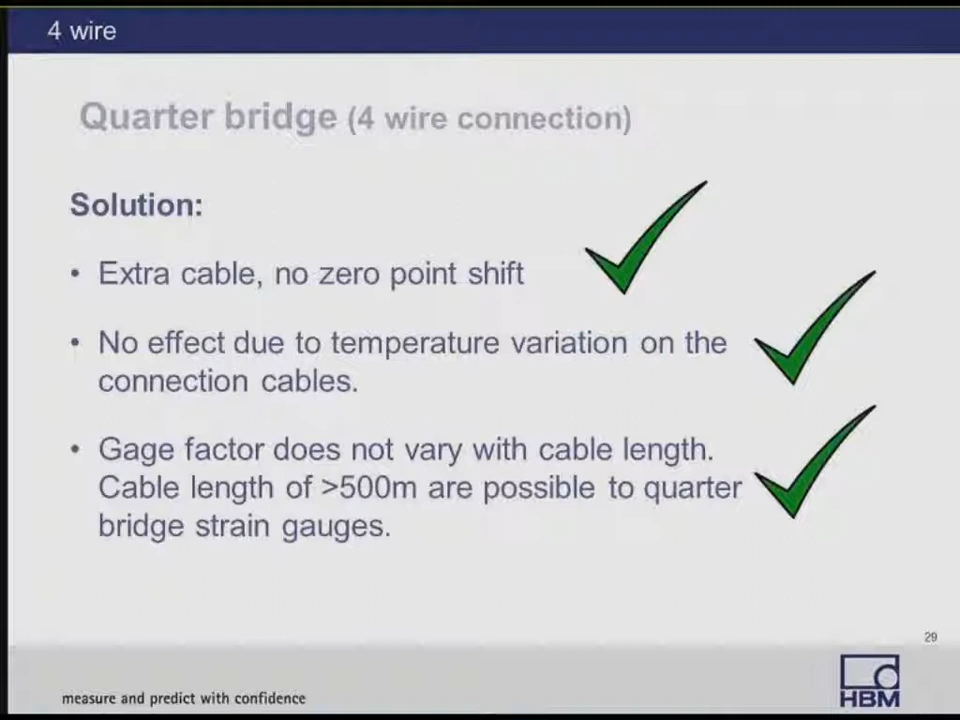 4 wire
Quarter bridge (4 wire connection)
Solution:
• Extra cable, no zero point shift
• No effect due to temperature variation on the
connection cables.
• Gage factor does not vary with cable length.
Cable length of >500m are possible to quarter
bridge strain gauges.
29
measure and predict with confidence
HBM